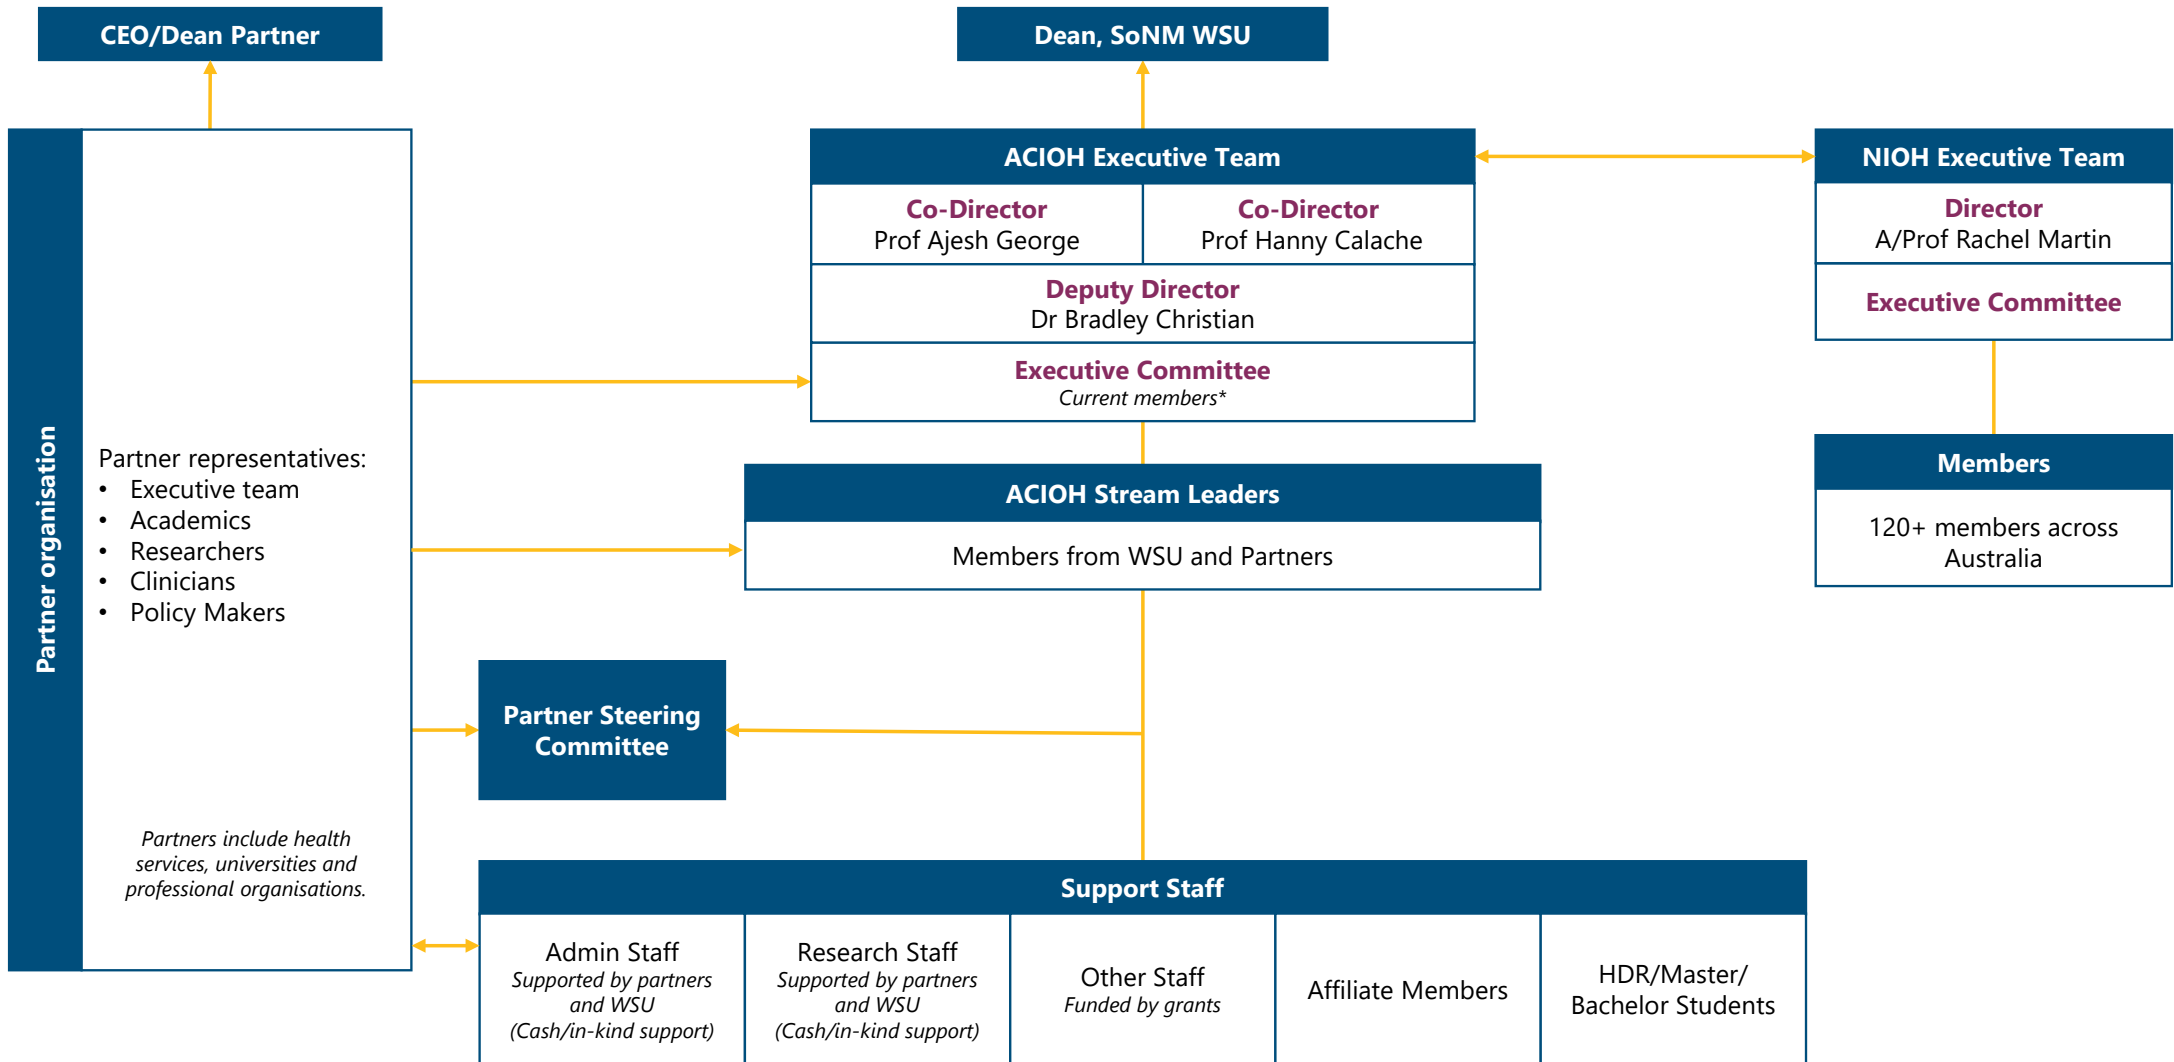 CEO/Dean Partner
Dean, SoNM WSU
Partner organisation
Partner representatives:
• Executive team
• Academics
• Researchers
• Clinicians
• Policy Makers
Partners include health
services, universities and
professional organisations.
ACIOH Executive Team
Co-Director
Prof Ajesh George
Co-Director
Prof Hanny Calache
Deputy Director
Dr Bradley Christian
Executive Committee
Current members*
NIOH Executive Team
Director
A/Prof Rachel Martin
Executive Committee
Members
120+ members across
Australia
ACIOH Stream Leaders
Members from WSU and Partners
Partner Steering
Committee
Support Staff
Admin Staff
Supported by partners
and WSU
(Cash/in-kind support)
Research Staff
Supported by partners
and WSU
(Cash/in-kind support)
Other Staff
Funded by grants
Affiliate Members
HDR/Master/
Bachelor Students